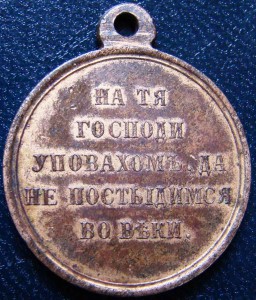 НА ТЯ
ГОСПОДИ
УПОВАХОМЪ, ДА
НЕ ПОСТЫДИМСЯ
ВО ВѢКИ.